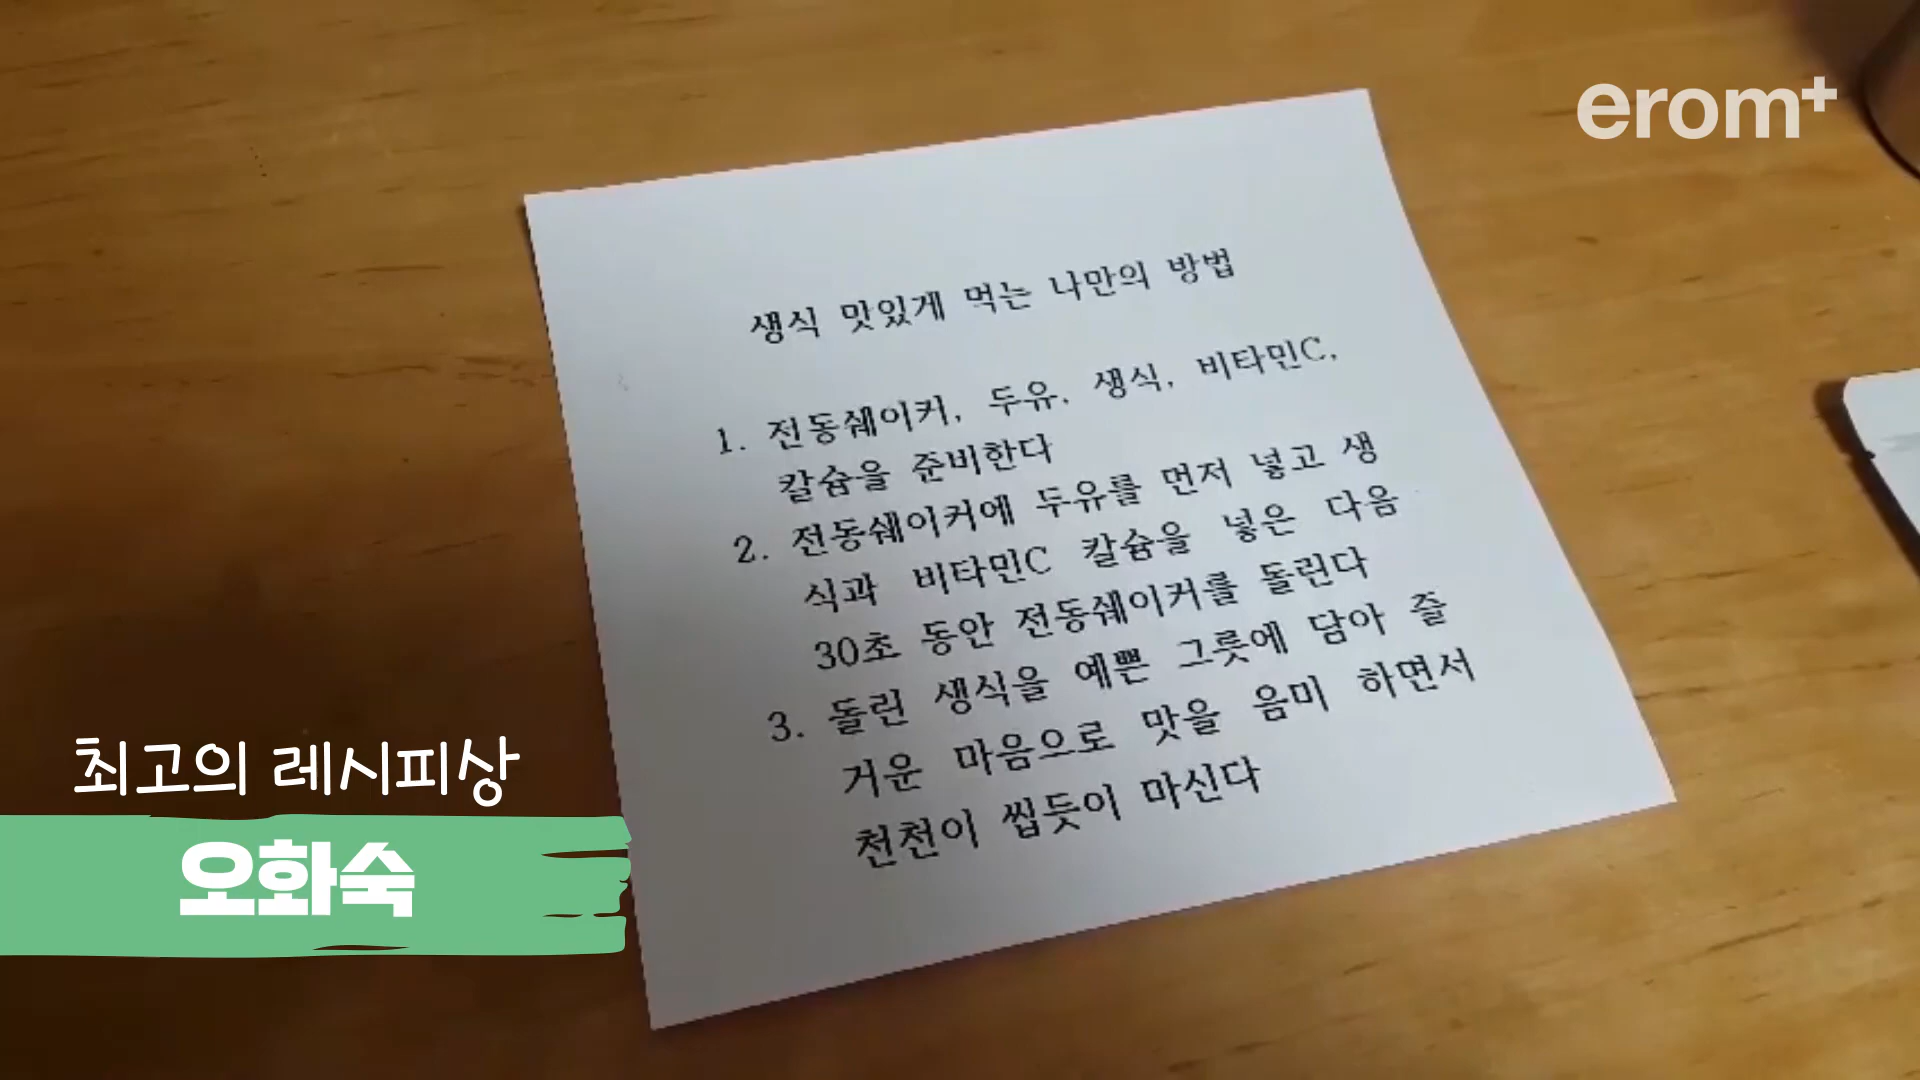 erom+
생식 맛있게 먹는 나만의 방법
1. 전동쉐이커, 두유, 생식, 비타민C,
칼슘을 준비한다
2. 전동쉐이커에 두유를 먼저 넣고 생
식과 비타민C 칼슘을 넣은 다음
30초 동안 전동쉐이커를 돌린다
3. 돌린 생식을 예쁜 그릇에 담아 즐
거운 마음으로 맛을 음미 하면서
천천이 씹듯이 마신다
최고의 레시피상
오화숙